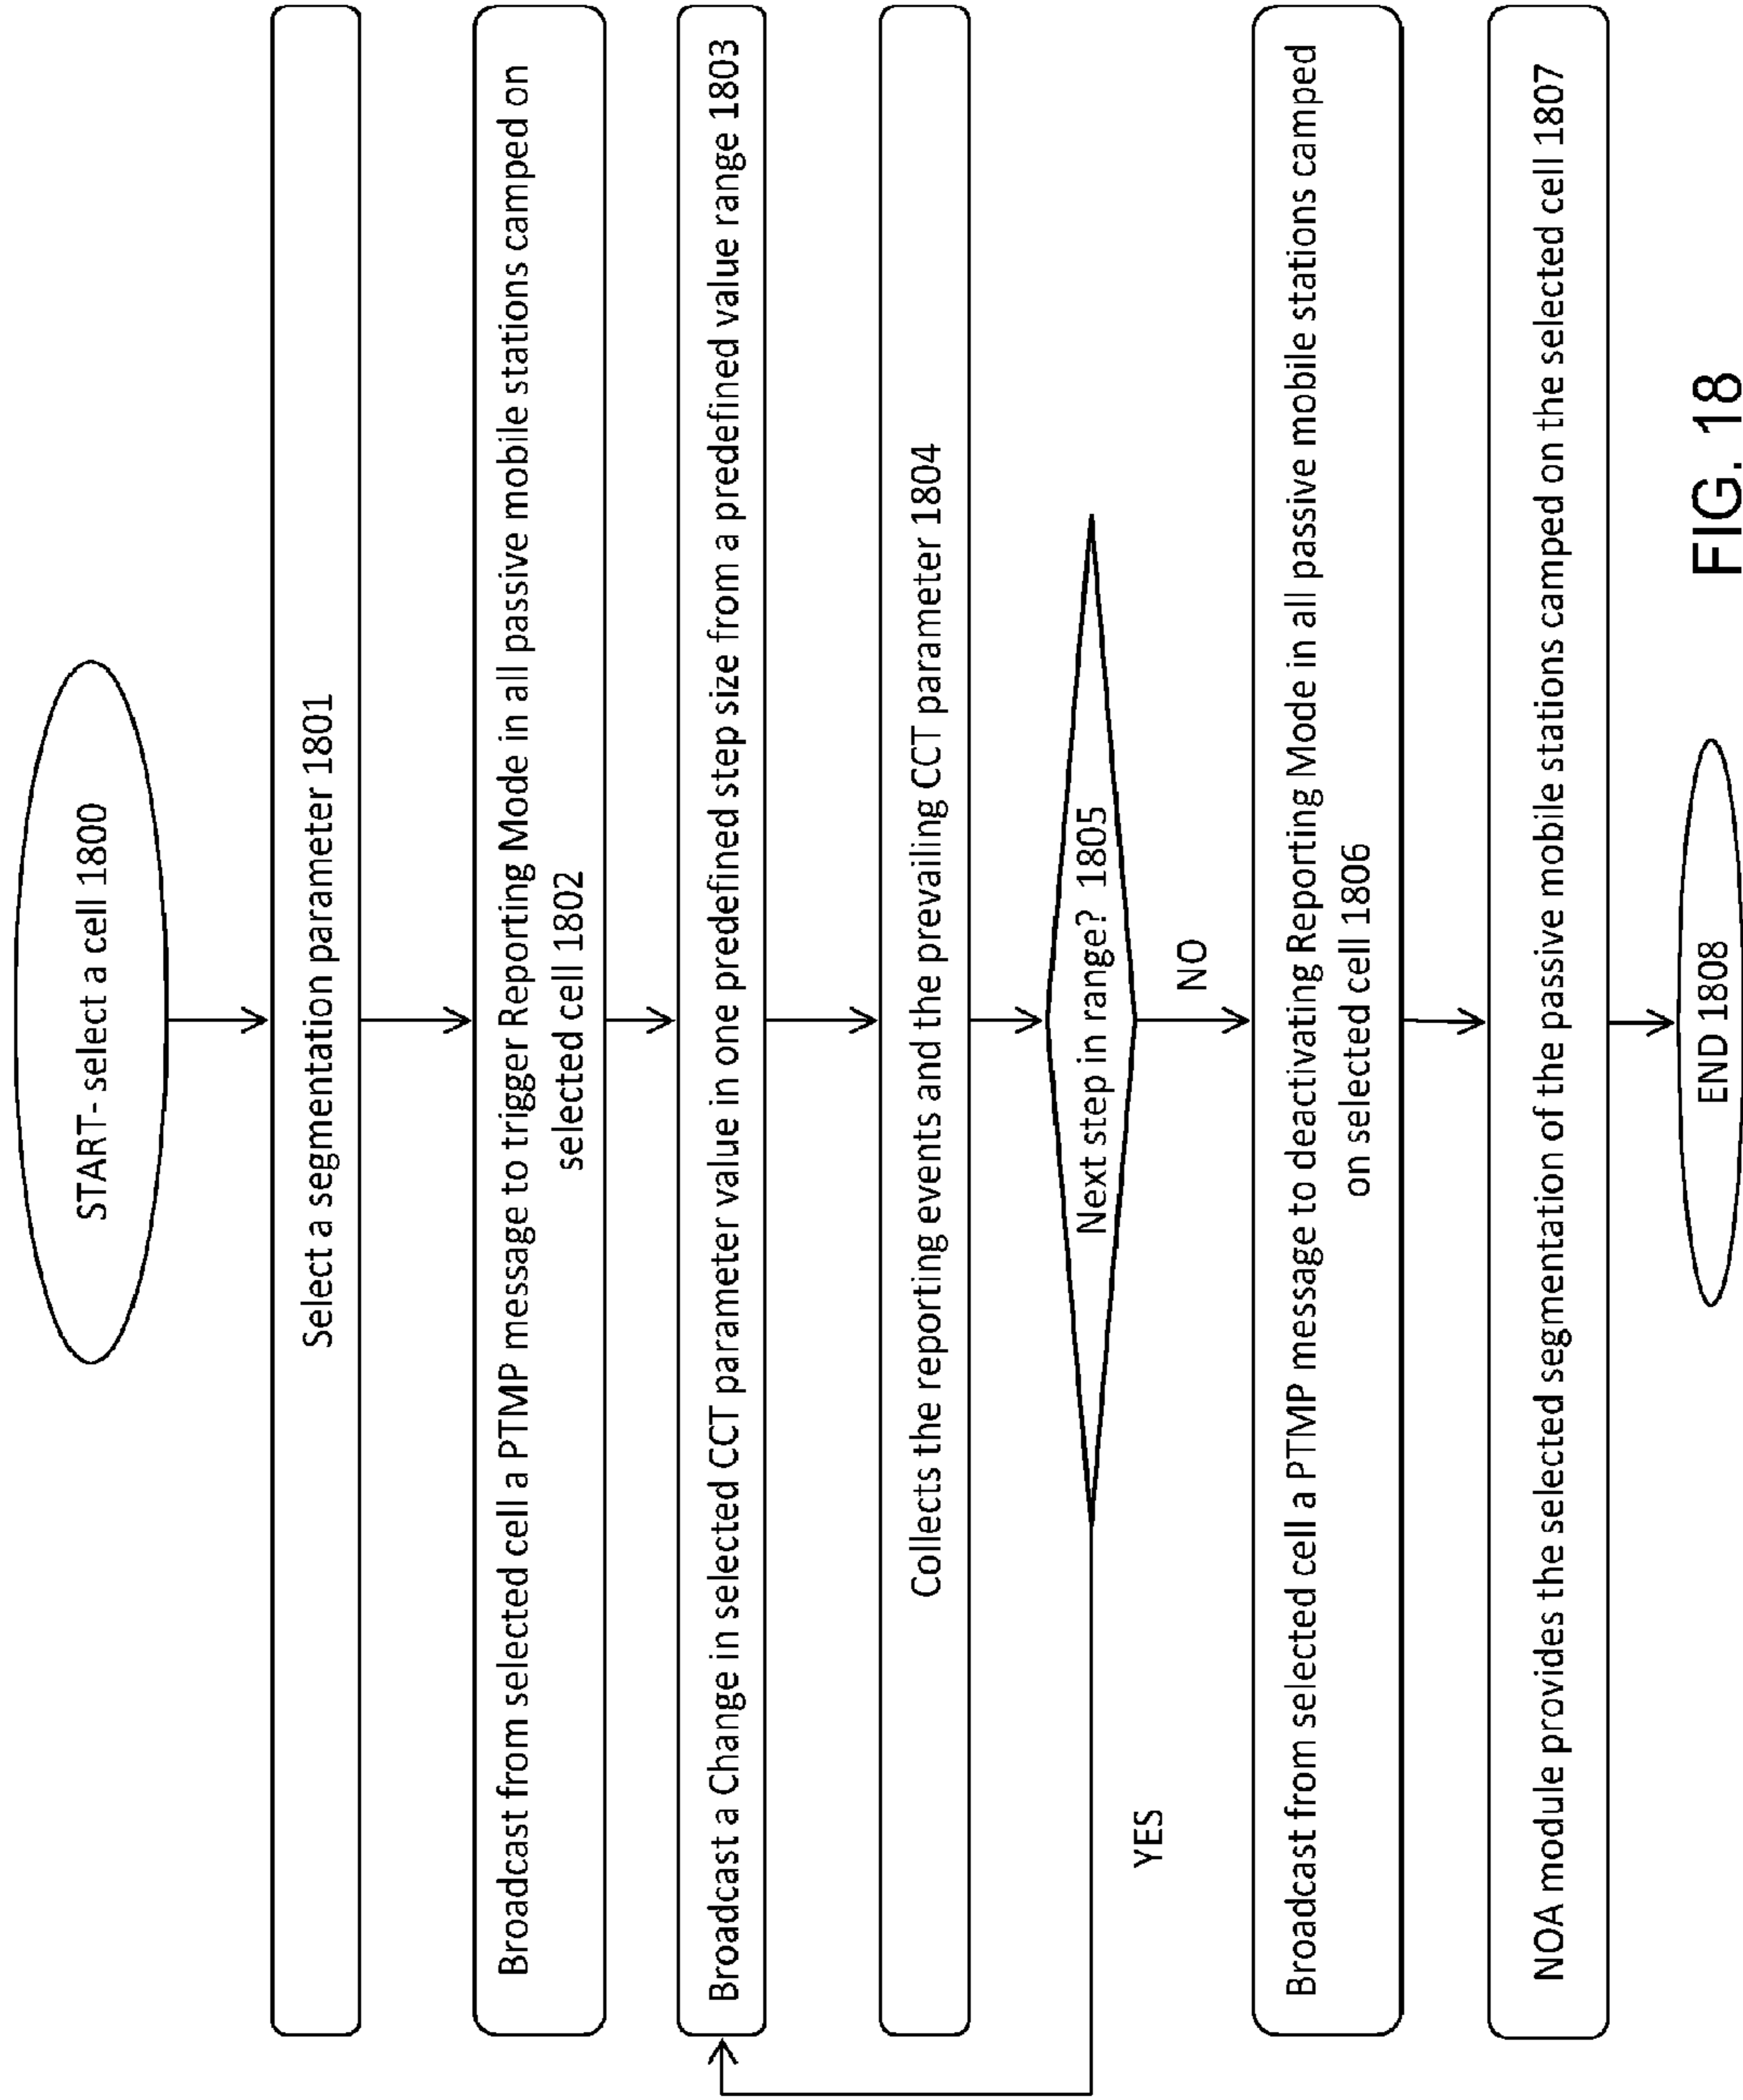 START- select a cell 1800
Select a segmentation parameter 1801
Broadcast from selected cell a PTMP message to trigger Reporting Mode in all passive mobile stations camped on
selected cell 1802
Broadcast a Change in selected CCT parameter value in one predefined step size from a predefined value range 1803
Collects the reporting events and the prevailing CCT parameter 1804
Next step in range? 1805
YES
NO
Broadcast from selected cell a PTMP message to deactivating Reporting Mode in all passive mobile stations camped
on selected cell 1806
NOA module provides the selected segmentation of the passive mobile stations camped on the selected cell 1807
END 1808
FIG. 18